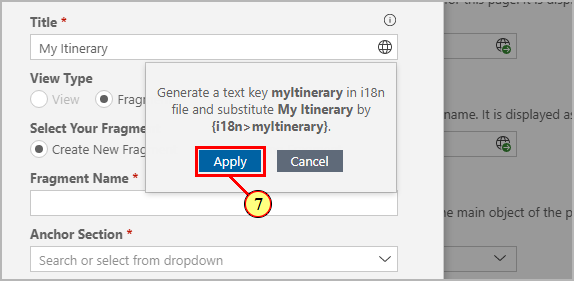 for this page. It is displa
Title *
My Itinerary
View Type
View
Fragm
Generate a text key myItinerary in i18n
file and substitute My Itinerary by
{i18n>myItinerary}.
name. It is displayed as
Select Your Fragme
Create New Frag
Apply
Cancel
Fragment Name *
7
the main object of the p
Anchor Section *
Search or select from dropdown